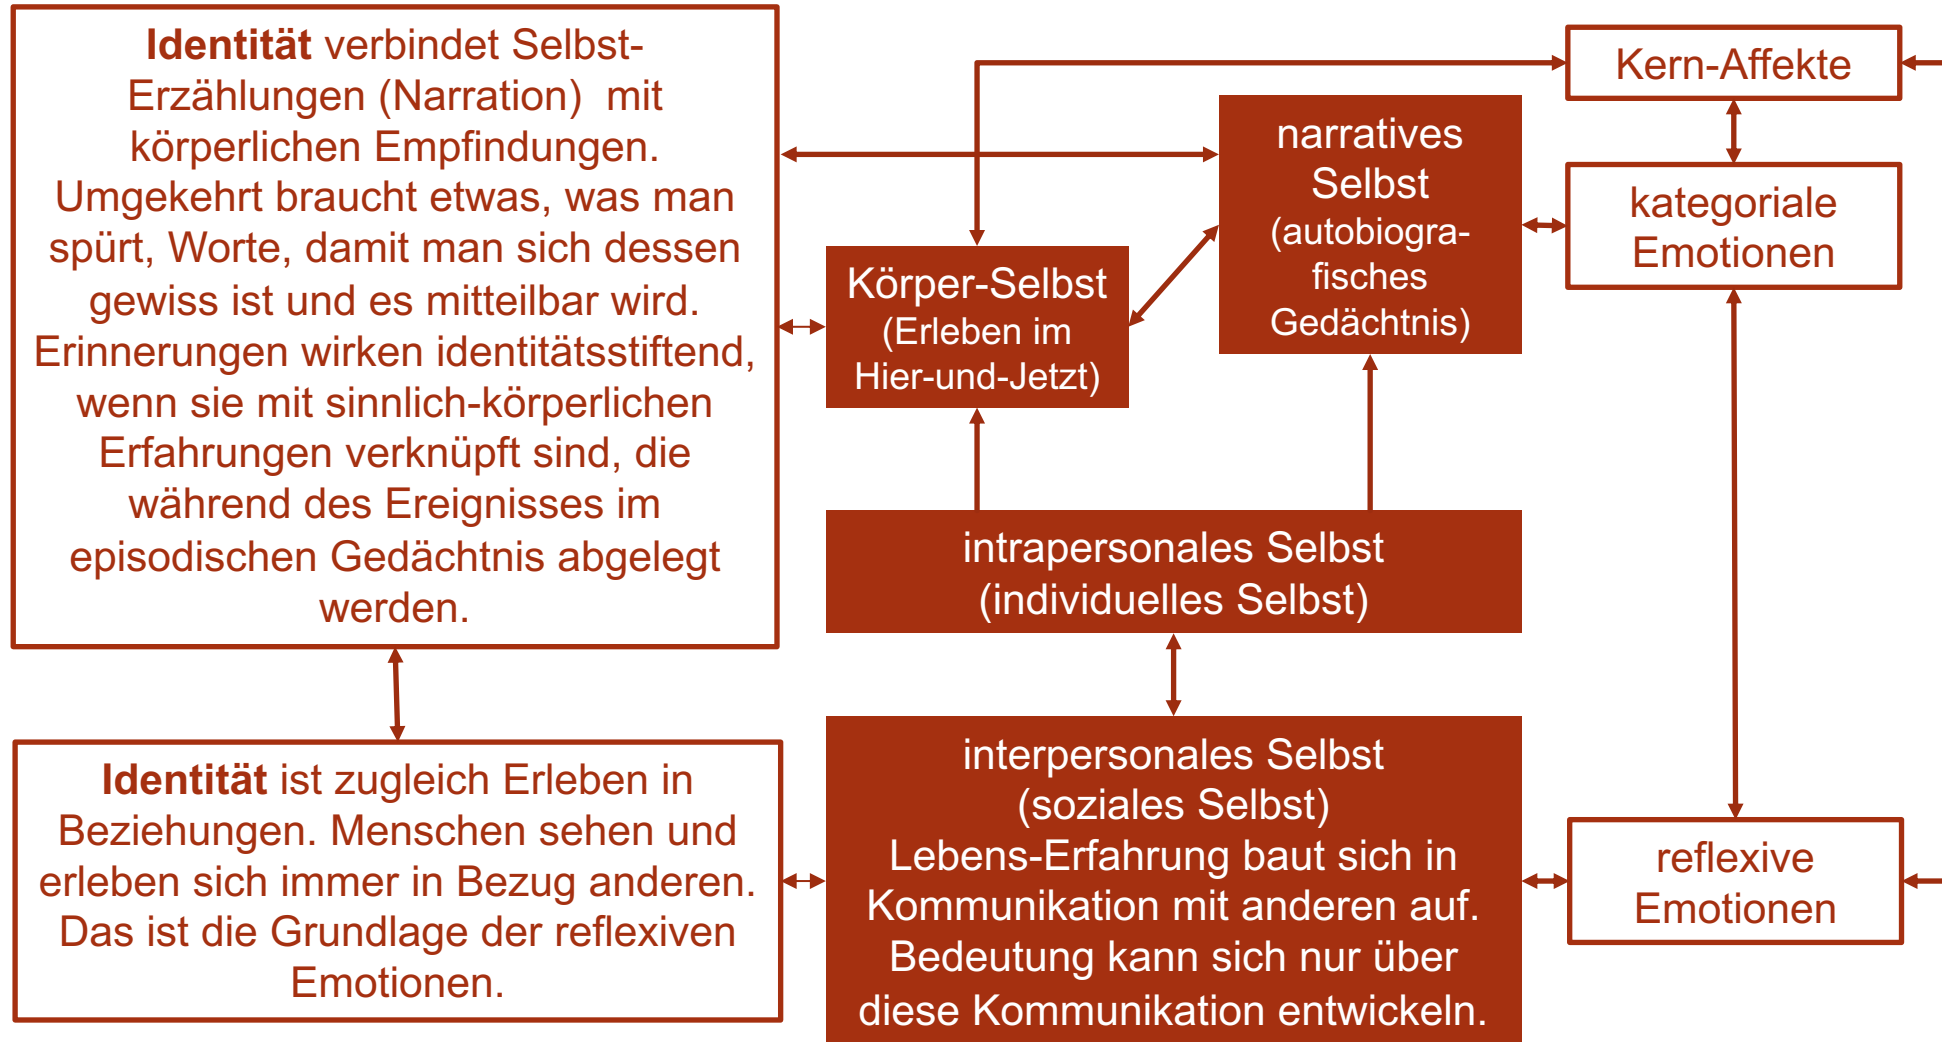 Identität verbindet Selbst-
Erzählungen (Narration) mit
körperlichen Empfindungen.
Umgekehrt braucht etwas, was man
spürt, Worte, damit man sich dessen
gewiss ist und es mitteilbar wird.
Erinnerungen wirken identitätsstiftend,
wenn sie mit sinnlich-körperlichen
Erfahrungen verknüpft sind, die
während des Ereignisses im
episodischen Gedächtnis abgelegt
werden.
Identität ist zugleich Erleben in
Beziehungen. Menschen sehen und
erleben sich immer in Bezug anderen.
Das ist die Grundlage der reflexiven
Emotionen.
Körper-Selbst
(Erleben im
Hier-und-Jetzt)
narratives
Selbst
(autobiogra-
fisches
Gedächtnis)
intrapersonales Selbst
(individuelles Selbst)
interpersonales Selbst
(soziales Selbst)
Lebens-Erfahrung baut sich in
Kommunikation mit anderen auf.
Bedeutung kann sich nur über
diese Kommunikation entwickeln.
Kern-Affekte
kategoriale
Emotionen
reflexive
Emotionen